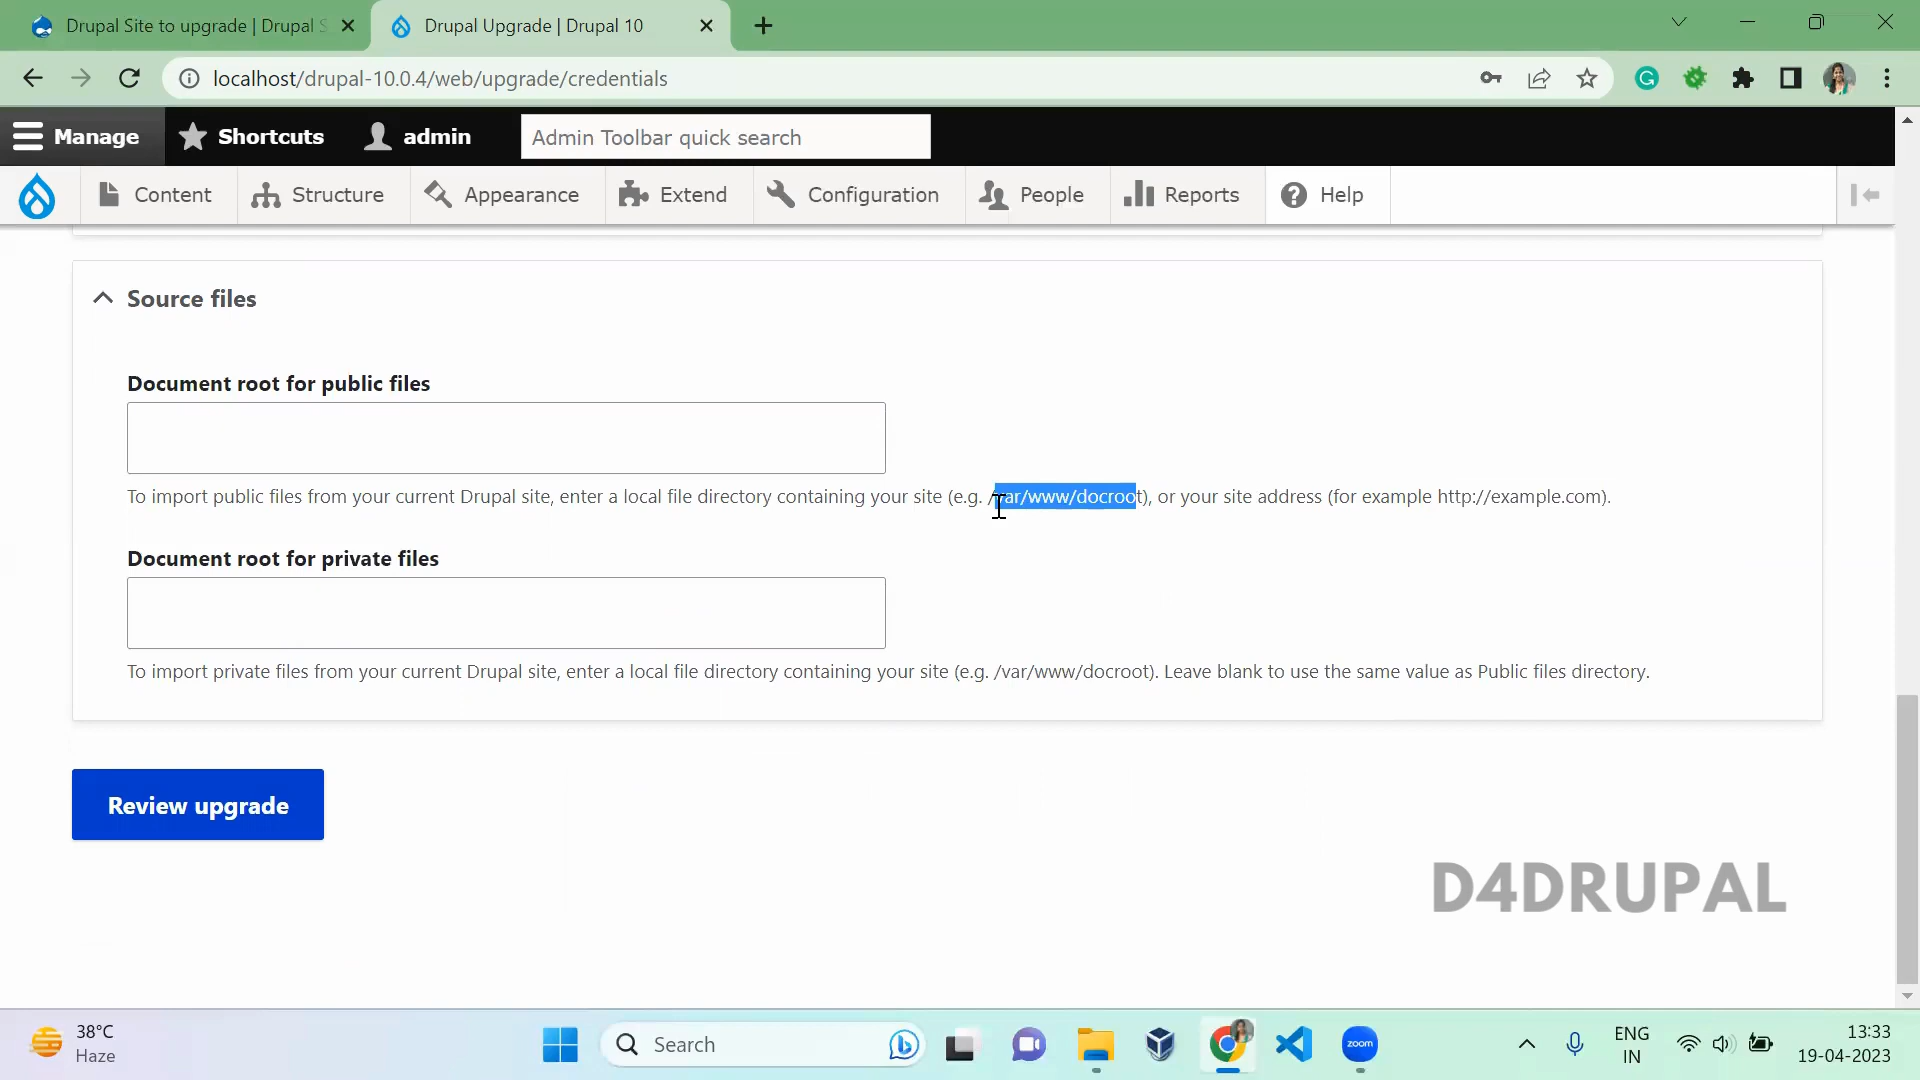 Drupal Site to upgrade | Drupal S
Drupal Upgrade | Drupal 10
localhost/drupal-10.0.4/web/upgrade/credentials
Manage
Shortcuts
admin
Admin Toolbar quick search
Content
Structure
Appearance
Extend
Configuration
People
Reports
Help
Source files
Document root for public files
To import public files from your current Drupal site, enter a local file directory containing your site (e.g. /var/www/docroot), or your site address (for example http://example.com).
Document root for private files
To import private files from your current Drupal site, enter a local file directory containing your site (e.g. /var/www/docroot). Leave blank to use the same value as Public files directory.
Review upgrade
D4DRUPAL
38°C
Haze
Search
zoom
ENG
IN
13:33
19-04-2023